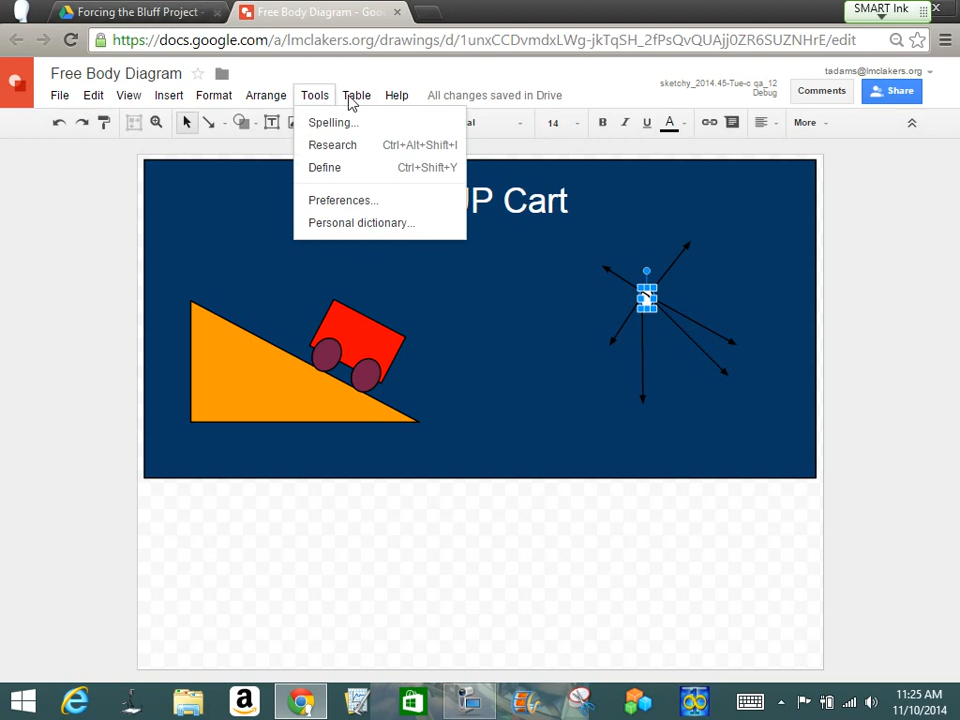 Forcing the Bluff Project -
Free Body Diagram - Goo
SMART Ink
https://docs.google.com/a/lmclakers.org/drawings/d/1unxCCDvmdxLWg-jkTqSH_2fPsQvQUAjj0ZR6SUZNHrE/edit
Free Body Diagram
tadams@lmclakers.org
sketchy_2014.45-Tue-c qa_12
Debug
Comments
Share
File Edit View Insert Format Arrange Tools Table Help All changes saved in Drive
14 B I U A More
Spelling...
Research Ctrl+Alt+Shift+I
Define Ctrl+Shift+Y
Preferences...
Personal dictionary...
UP Cart
11:25 AM
11/10/2014